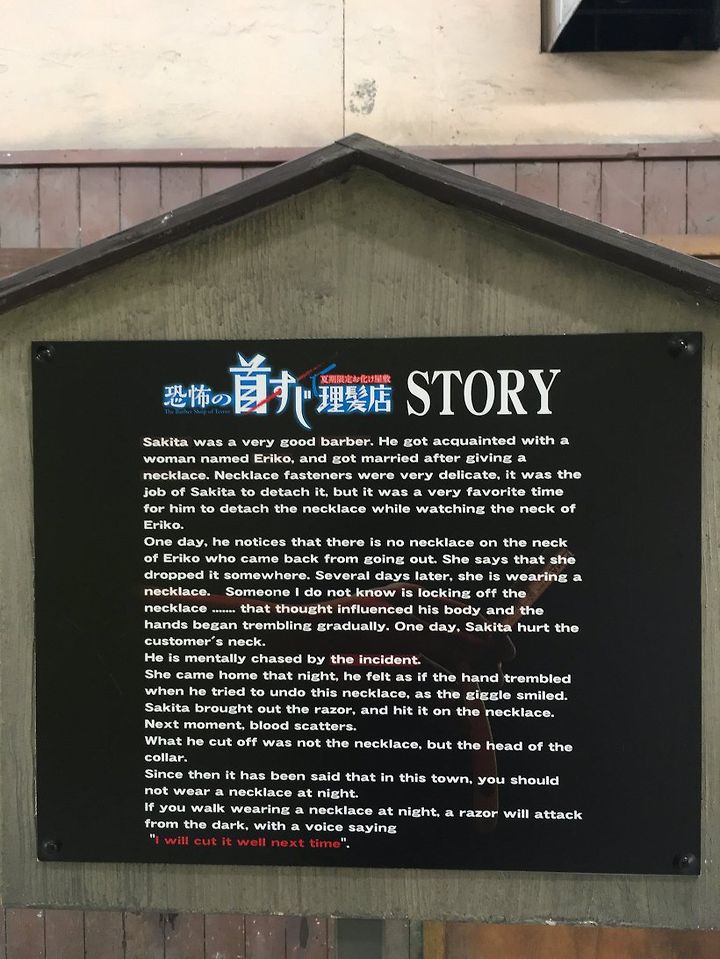 夏期限定お化け屋敷
恐怖の首すじ理髪店 STORY
The Barber Shop of Terror
Sakita was a very good barber. He got acquainted with a
woman named Eriko, and got married after giving a
necklace. Necklace fasteners were very delicate, it was the
job of Sakita to detach it, but it was a very favorite time
for him to detach the necklace while watching the neck of
Eriko.
One day, he notices that there is no necklace on the neck
of Eriko who came back from going out. She says that she
dropped it somewhere. Several days later, she is wearing a
necklace. Someone I do not know is locking off the
necklace ....... that thought influenced his body and the
hands began trembling gradually. One day, Sakita hurt the
customer´s neck.
He is mentally chased by the incident.
She came home that night, he felt as if the hand trembled
when he tried to undo this necklace, as the giggle smiled.
Sakita brought out the razor, and hit it on the necklace.
Next moment, blood scatters.
What he cut off was not the necklace, but the head of the
collar.
Since then it has been said that in this town, you should
not wear a necklace at night.
If you walk wearing a necklace at night, a razor will attack
from the dark, with a voice saying
"I will cut it well next time".